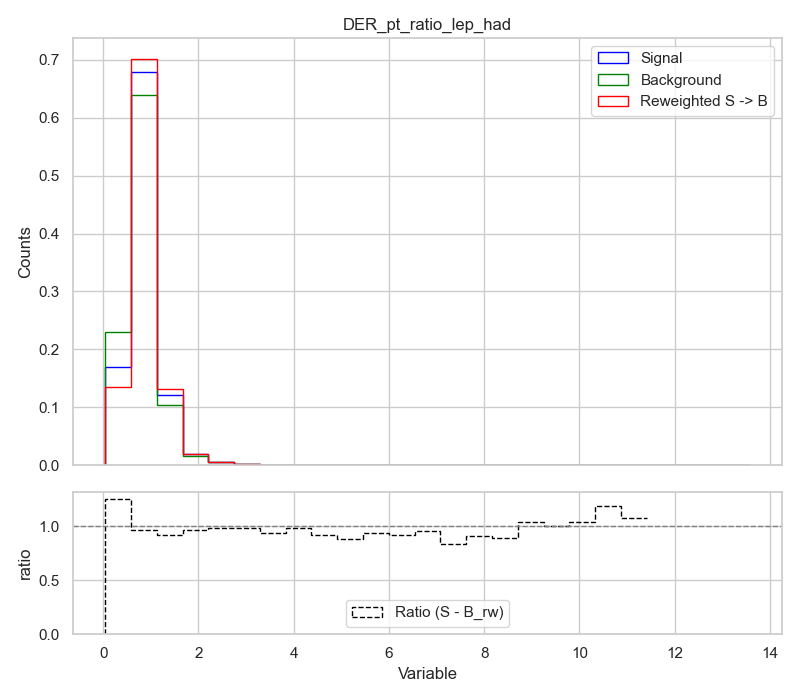 DER_pt_ratio_lep_had
Signal
Background
Reweighted S -> B
Counts
0.7
0.6
0.5
0.4
0.3
0.2
0.1
0.0
ratio
1.0
0.5
0.0
Ratio (S - B_rw)
0 2 4 6 8 10 12 14
Variable